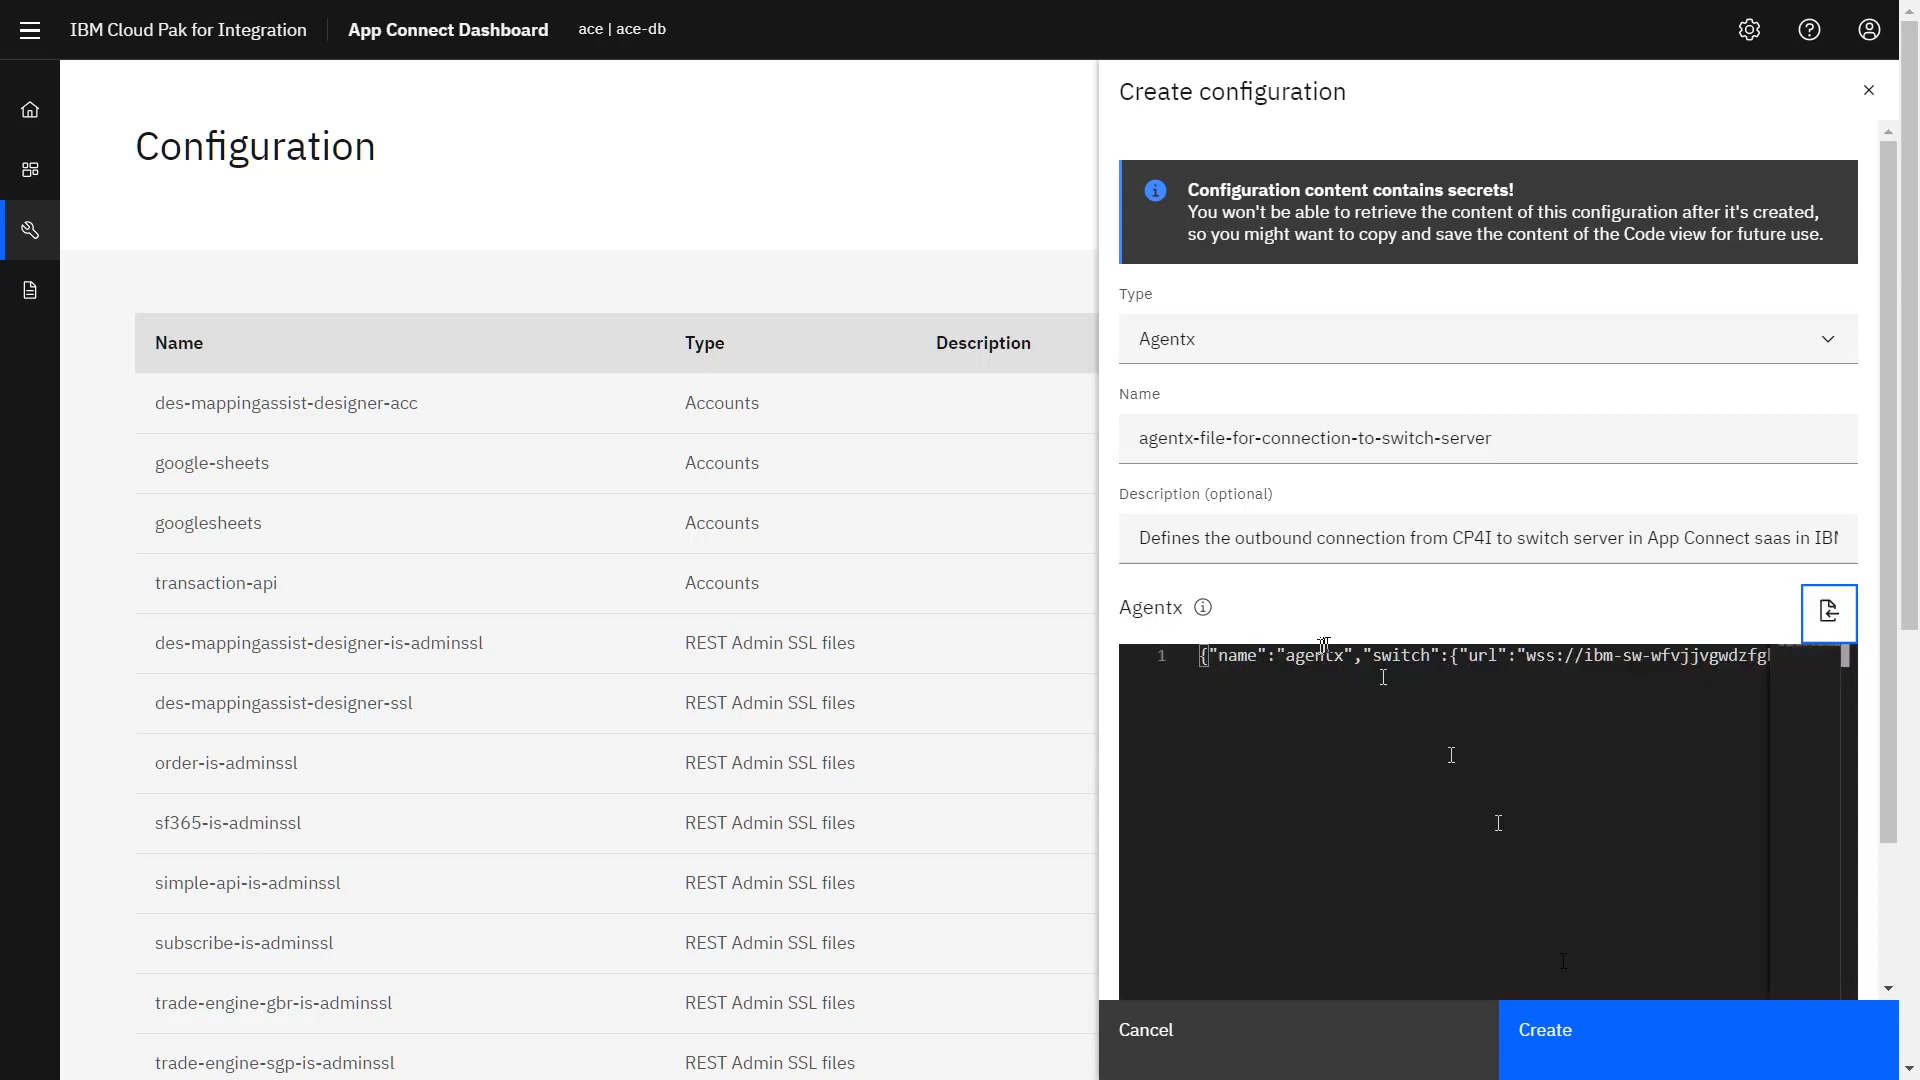 IBM Cloud Pak for Integration
App Connect Dashboard
ace | ace-db
Configuration
Name Type Description
des-mappingassist-designer-acc Accounts
google-sheets Accounts
googlesheets Accounts
transaction-api Accounts
des-mappingassist-designer-is-adminssl REST Admin SSL files
des-mappingassist-designer-ssl REST Admin SSL files
order-is-adminssl REST Admin SSL files
sf365-is-adminssl REST Admin SSL files
simple-api-is-adminssl REST Admin SSL files
subscribe-is-adminssl REST Admin SSL files
trade-engine-gbr-is-adminssl REST Admin SSL files
trade-engine-sgp-is-adminssl REST Admin SSL files
Create configuration
Configuration content contains secrets!
You won't be able to retrieve the content of this configuration after it's created,
so you might want to copy and save the content of the Code view for future use.
Type
Agentx
Name
agentx-file-for-connection-to-switch-server
Description (optional)
Defines the outbound connection from CP4I to switch server in App Connect saas in IBM
Agentx
1 {"name":"agentx","switch":{"url":"wss://ibm-sw-wfvjjvgwdzfg
Cancel
Create